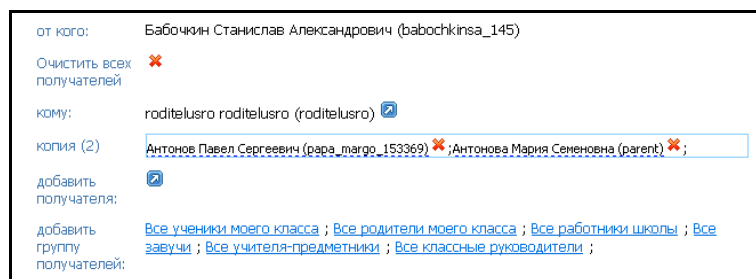 от кого: Бабочкин Станислав Александрович (babochkinsa_145)
Очистить всех
получателей
кому: roditelusro roditelusro (roditelusro)
копия (2) Антонов Павел Сергеевич (papa_margo_153369) ;Антонова Мария Семеновна (parent) ;
добавить
получателя:
добавить Все ученики моего класса ; Все родители моего класса ; Все работники школы ; Все
группу завучи ; Все учителя-предметники ; Все классные руководители ;
получателей: